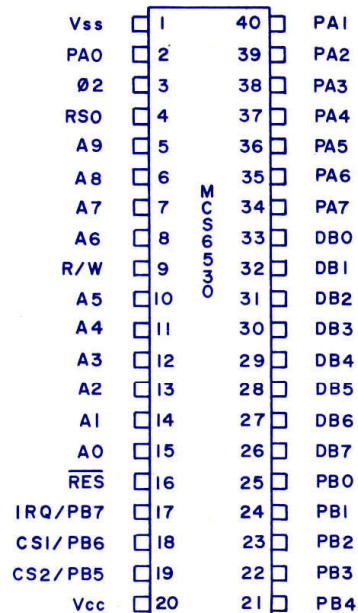 Vss 1 40 PA1
PA0 2 39 PA2
Ø2 3 38 PA3
RS0 4 37 PA4
A9 5 36 PA5
A8 6 35 PA6
A7 7 34 PA7
A6 8 33 DB0
R/W 9 32 DB1
A5 10 31 DB2
A4 11 30 DB3
A3 12 29 DB4
A2 13 28 DB5
A1 14 27 DB6
A0 15 26 DB7
RES 16 25 PB0
IRQ/PB7 17 24 PB1
CS1/PB6 18 23 PB2
CS2/PB5 19 22 PB3
Vcc 20 21 PB4
MCS6530